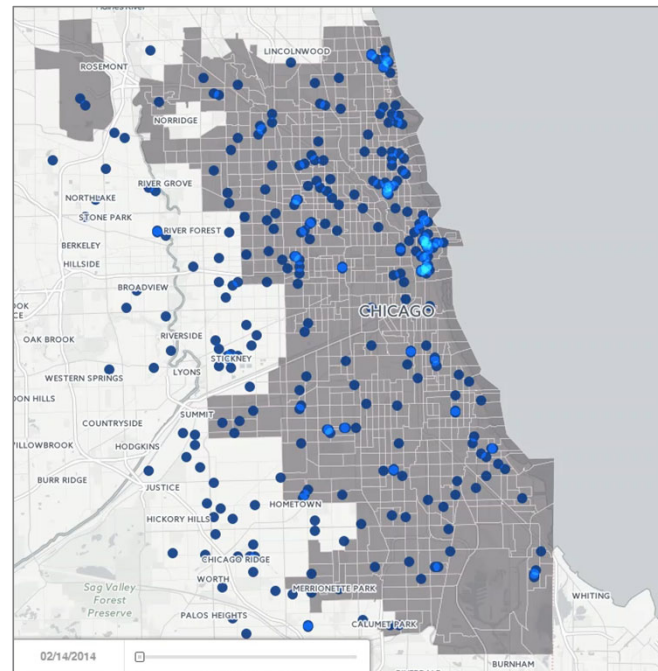 ROSEMONT
LINCOLNWOOD
NORRIDGE
RIVER GROVE
NORTHLAKE
STONE PARK
RIVER FOREST
BERKELEY
HILLSIDE
BROADVIEW
CHICAGO
RIVERSIDE
OAK BROOK
STICKNEY
LYONS
WESTERN SPRINGS
SUMMIT
COUNTRYSIDE
HODGKINS
BURR RIDGE
JUSTICE
HOMETOWN
HICKORY HILLS
CHICAGO RIDGE
WORTH
Sag Valley
Forest
Preserve
MERRIONETTE PARK
WHITING
PALOS HEIGHTS
CALUMET PARK
02/14/2014
BURNHAM